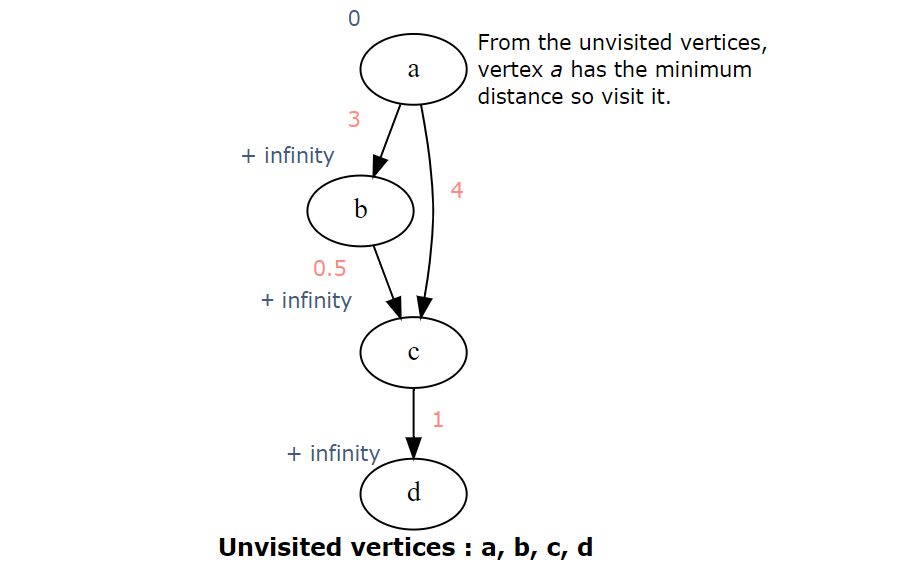 0
a
From the unvisited vertices,
vertex a has the minimum
distance so visit it.
3
+ infinity
4
b
0.5
+ infinity
c
1
+ infinity
d
Unvisited vertices : a, b, c, d